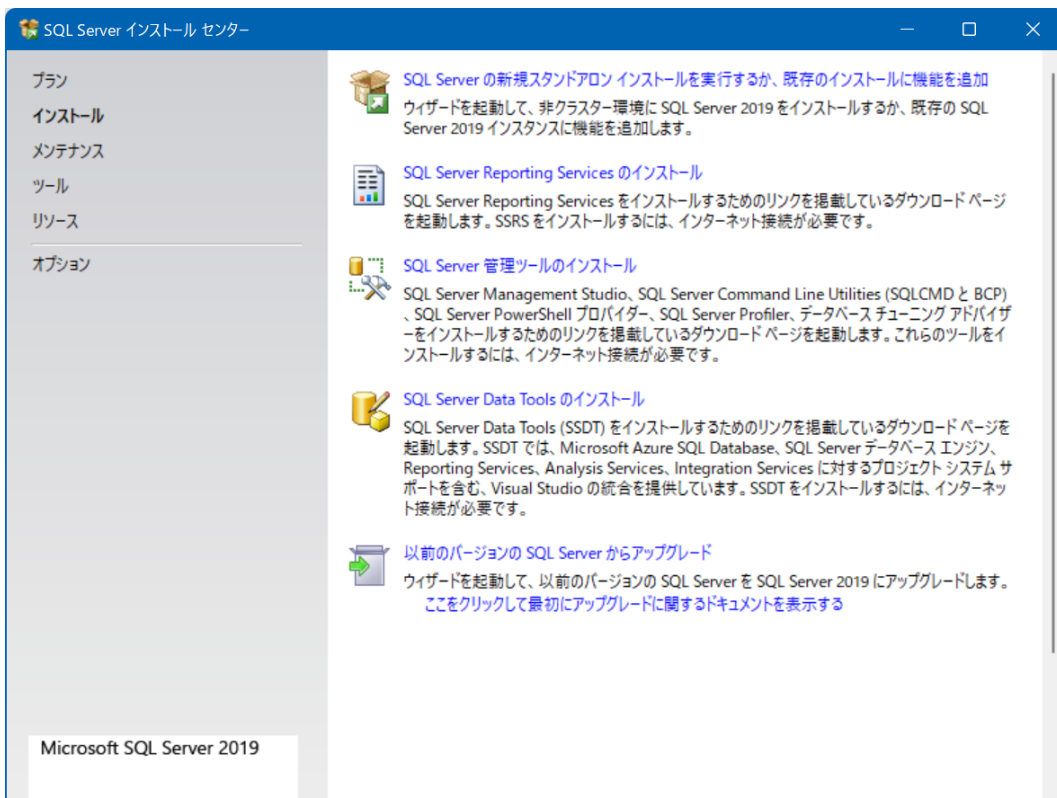 SQL Server インストール センター
プラン
インストール
メンテナンス
ツール
リソース
オプション
SQL Server の新規スタンドアロン インストールを実行するか、既存のインストールに機能を追加
ウィザードを起動して、非クラスター環境に SQL Server 2019 をインストールするか、既存の SQL
Server 2019 インスタンスに機能を追加します。
SQL Server Reporting Services のインストール
SQL Server Reporting Services をインストールするためのリンクを掲載しているダウンロード ページ
を起動します。SSRS をインストールするには、インターネット接続が必要です。
SQL Server 管理ツールのインストール
SQL Server Management Studio、SQL Server Command Line Utilities (SQLCMD と BCP)
、SQL Server PowerShell プロバイダー、SQL Server Profiler、データベース チューニング アドバイザ
ーをインストールするためのリンクを掲載しているダウンロード ページを起動します。これらのツールをイ
ンストールするには、インターネット接続が必要です。
SQL Server Data Tools のインストール
SQL Server Data Tools (SSDT) をインストールするためのリンクを掲載しているダウンロード ページを
起動します。SSDT では、Microsoft Azure SQL Database、SQL Server データベース エンジン、
Reporting Services、Analysis Services、Integration Services に対するプロジェクト システム サ
ポートを含む、Visual Studio の統合を提供しています。SSDT をインストールするには、インターネッ
ト接続が必要です。
以前のバージョンの SQL Server からアップグレード
ウィザードを起動して、以前のバージョンの SQL Server を SQL Server 2019 にアップグレードします。
ここをクリックして最初にアップグレードに関するドキュメントを表示する
Microsoft SQL Server 2019